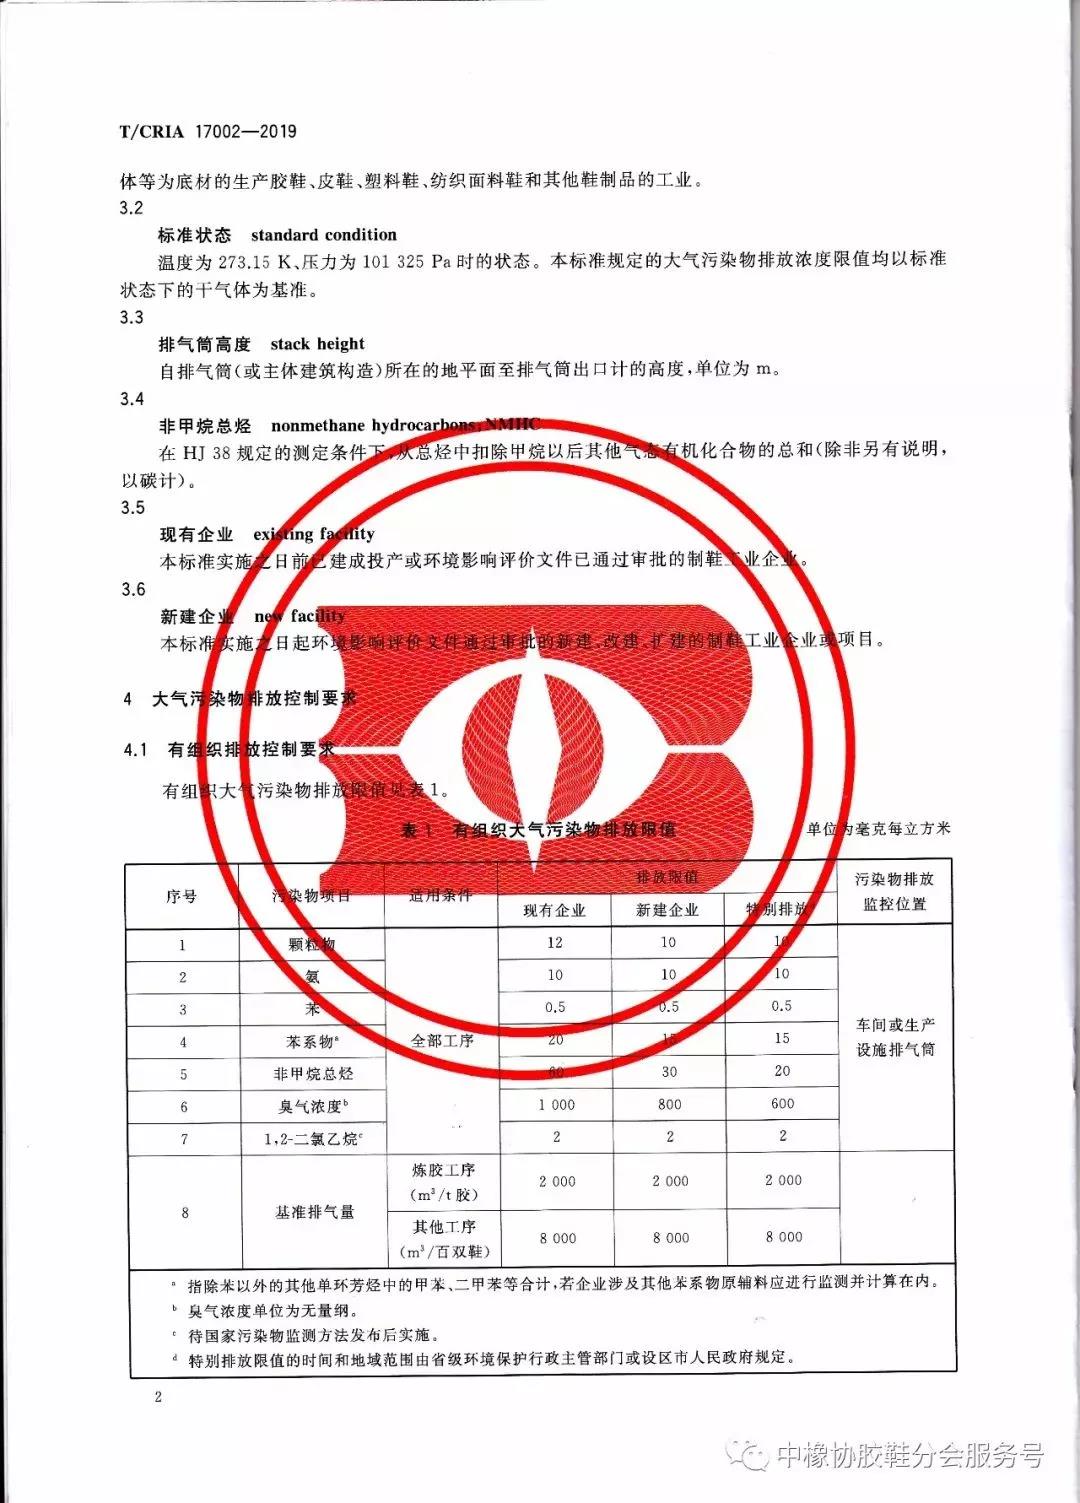 T/CRIA 17002—2019
体等为底材的生产胶鞋、皮鞋、塑料鞋、纺织面料鞋和其他鞋制品的工业。
3.2
标准状态 standard condition
温度为 273.15 K、压力为 101 325 Pa 时的状态。本标准规定的大气污染物排放浓度限值均以标准
状态下的干气体为基准。
3.3
排气筒高度 stack height
自排气筒(或主体建筑构造)所在的地平面至排气筒出口计的高度,单位为 m。
3.4
非甲烷总烃 nonmethane hydrocarbons;NMHC
在 HJ 38 规定的测定条件下,从总烃中扣除甲烷以后其他气态有机化合物的总和(除非另有说明,
以碳计)。
3.5
现有企业 existing facility
本标准实施之日前已建成投产或环境影响评价文件已通过审批的制鞋工业企业。
3.6
新建企业 new facility
本标准实施之日起环境影响评价文件通过审批的新建、改建、扩建的制鞋工业企业或项目。
4 大气污染物排放控制要求
4.1 有组织排放控制要求
有组织大气污染物排放限值见表 1。
表 1 有组织大气污染物排放限值 单位为毫克每立方米
序号 污染物项目 适用条件 排放限值 污染物排放
监控位置
现有企业 新建企业 特别排放ᵈ
1 颗粒物 12 10 10
2 氨 10 10 10
3 苯 0.5 0.5 0.5
4 苯系物ᵃ 全部工序 20 15 15 车间或生产
设施排气筒
5 非甲烷总烃 60 30 20
6 臭气浓度ᵇ 1 000 800 600
7 1,2-二氯乙烷ᶜ 2 2 2
8 基准排气量 炼胶工序
(m³/t 胶) 2 000 2 000 2 000
其他工序
(m³/百双鞋) 8 000 8 000 8 000
ᵃ 指除苯以外的其他单环芳烃中的甲苯、二甲苯等合计,若企业涉及其他苯系物原辅料应进行监测并计算在内。
ᵇ 臭气浓度单位为无量纲。
ᶜ 待国家污染物监测方法发布后实施。
ᵈ 特别排放限值的时间和地域范围由省级环境保护行政主管部门或设区市人民政府规定。
2
中橡协胶鞋分会服务号